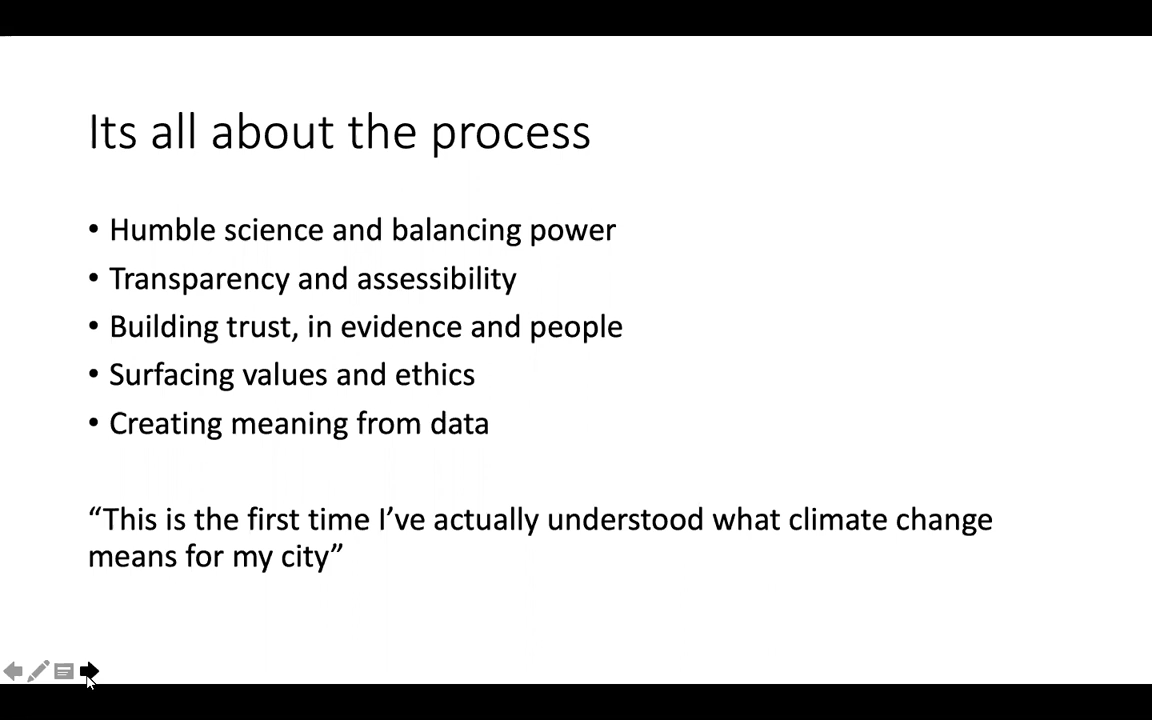 Its all about the process
• Humble science and balancing power
• Transparency and assessibility
• Building trust, in evidence and people
• Surfacing values and ethics
• Creating meaning from data
“This is the first time I’ve actually understood what climate change
means for my city”